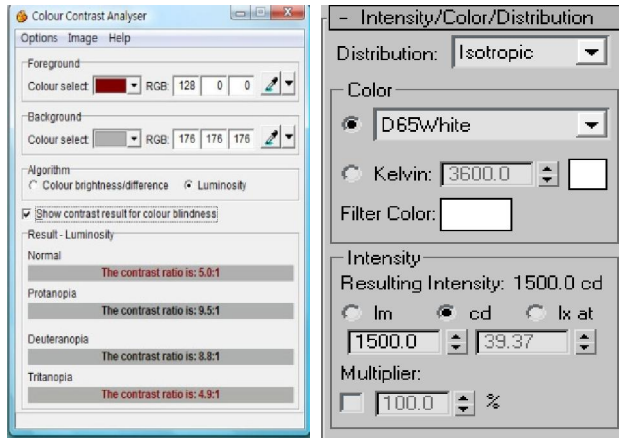 Colour Contrast Analyser
Options Image Help
Foreground
Colour select RGB: 128 0 0
Background
Colour select RGB: 176 176 176
Algorithm
Colour brightness/difference Luminosity
Show contrast result for colour blindness
Result - Luminosity
Normal
The contrast ratio is: 5.0:1
Protanopia
The contrast ratio is: 9.5:1
Deuteranopia
The contrast ratio is: 8.8:1
Tritanopia
The contrast ratio is: 4.9:1
- Intensity/Color/Distribution
Distribution: Isotropic
Color
D65White
Kelvin: 3600.0
Filter Color:
Intensity
Resulting Intensity: 1500.0 cd
lm cd lx at
1500.0 39.37
Multiplier:
100.0 %